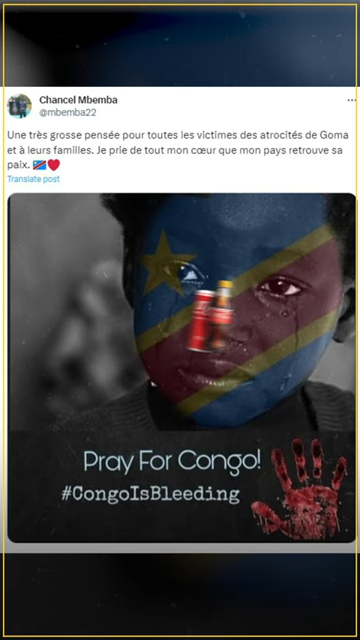 Chancel Mbemba
@mbemba22
Une très grosse pensée pour toutes les victimes des atrocités de Goma
et à leurs familles. Je prie de tout mon cœur que mon pays retrouve sa
paix. 🇨🇩❤️
Translate post
Pray For Congo!
#CongoIsBleeding